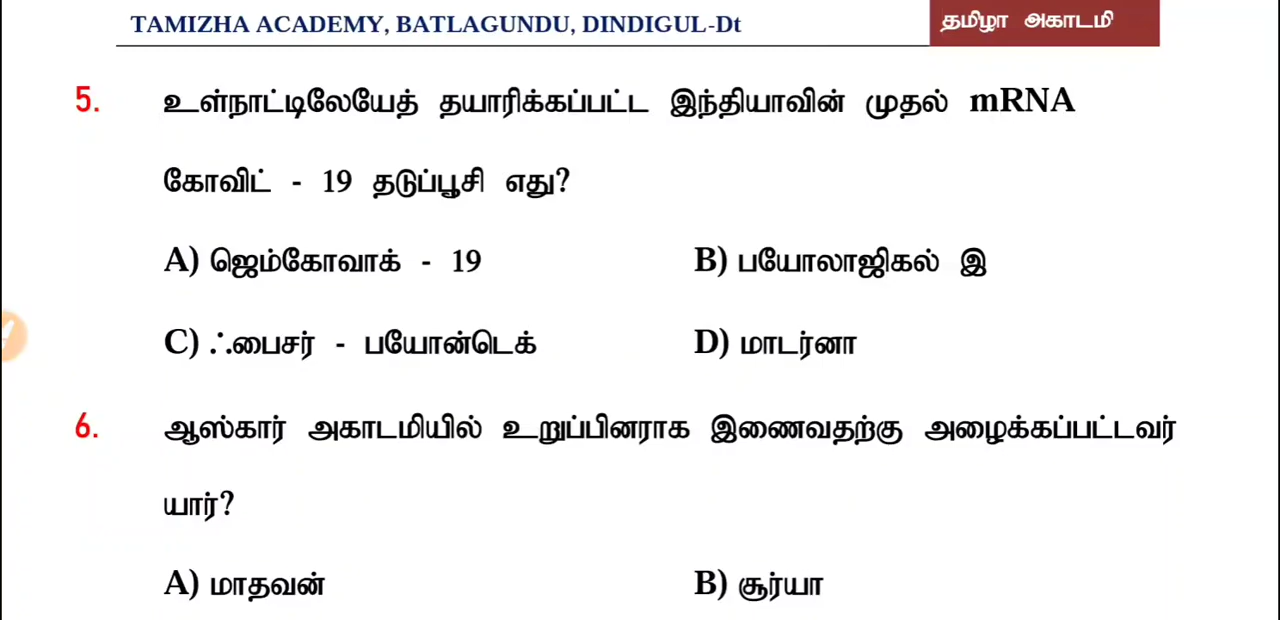 TAMIZHA ACADEMY, BATLAGUNDU, DINDIGUL-Dt தமிழா அகாடமி
5. உள்நாட்டிலேயேத் தயாரிக்கப்பட்ட இந்தியாவின் முதல் mRNA
கோவிட் - 19 தடுப்பூசி எது?
A) ஜெம்கோவாக் - 19 B) பயோலாஜிகல் இ
C) ஃபைசர் - பயோன்டெக் D) மாடர்னா
6. ஆஸ்கார் அகாடமியில் உறுப்பினராக இணைவதற்கு அழைக்கப்பட்டவர்
யார்?
A) மாதவன் B) சூர்யா